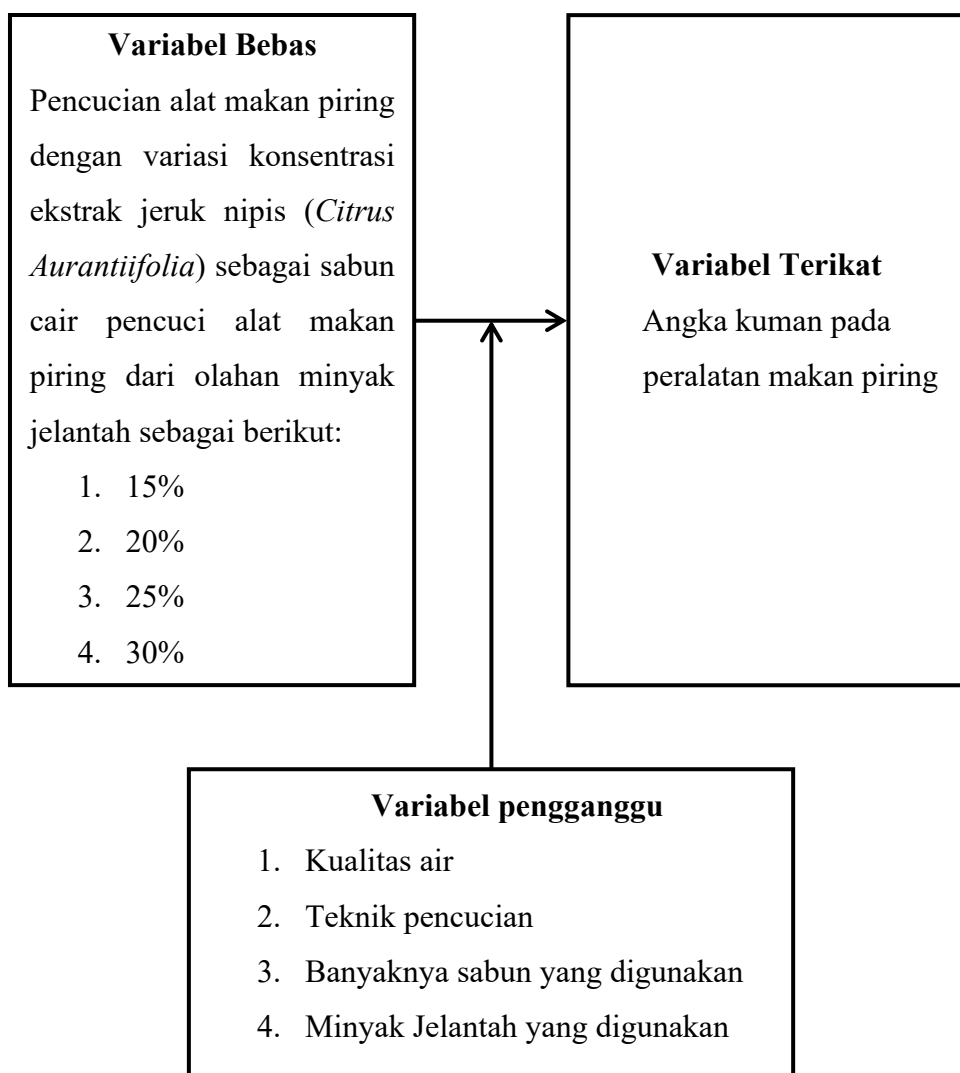 Variabel Bebas
Pencucian alat makan piring
dengan variasi konsentrasi
ekstrak jeruk nipis (Citrus
Aurantiifolia) sebagai sabun
cair pencuci alat makan
piring dari olahan minyak
jelantah sebagai berikut:
1. 15%
2. 20%
3. 25%
4. 30%
Variabel Terikat
Angka kuman pada
peralatan makan piring
Variabel pengganggu
1. Kualitas air
2. Teknik pencucian
3. Banyaknya sabun yang digunakan
4. Minyak Jelantah yang digunakan